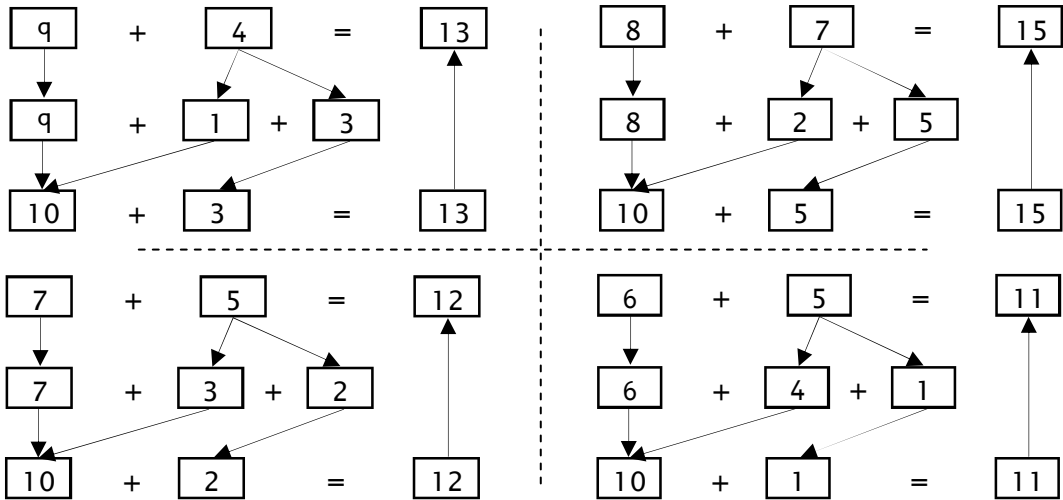 9 + 4 = 13
9 + 1 + 3
10 + 3 = 13
8 + 7 = 15
8 + 2 + 5
10 + 5 = 15
7 + 5 = 12
7 + 3 + 2
10 + 2 = 12
6 + 5 = 11
6 + 4 + 1
10 + 1 = 11